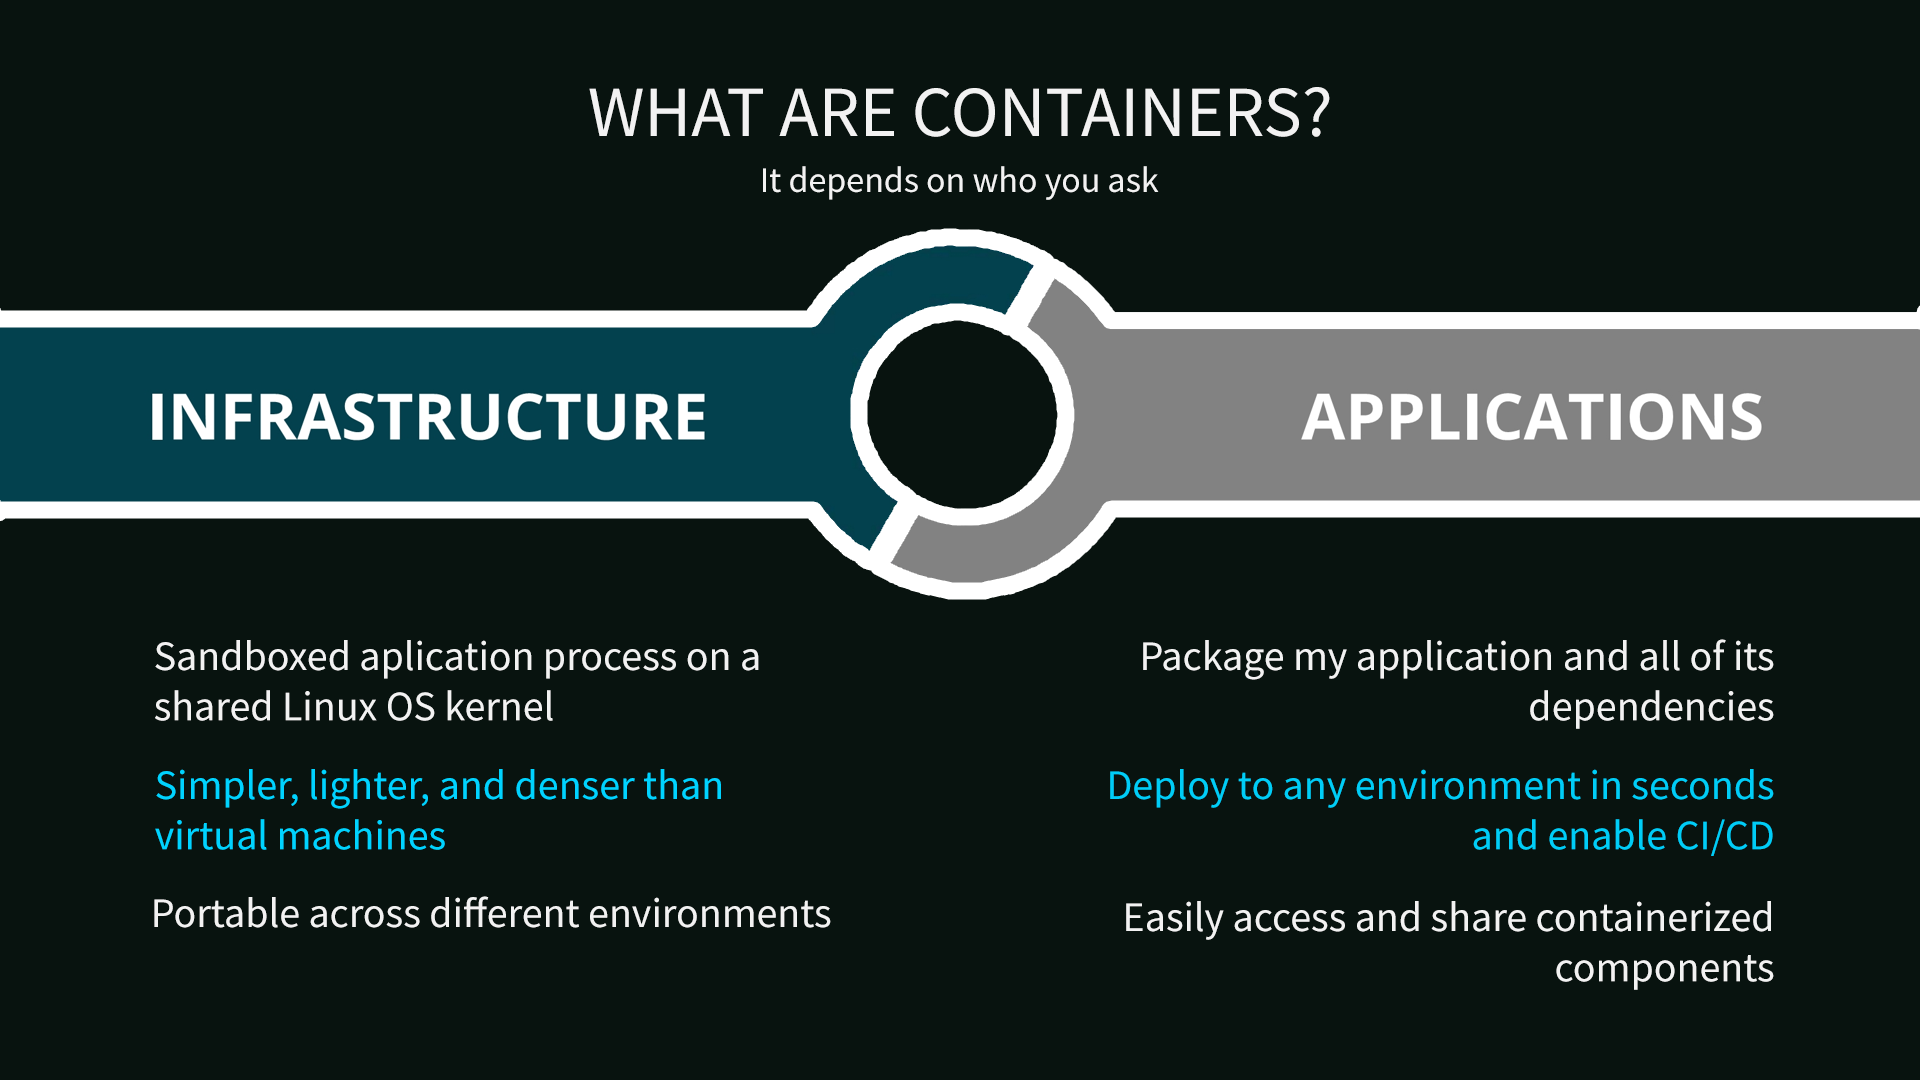 WHAT ARE CONTAINERS?
It depends on who you ask
INFRASTRUCTURE
APPLICATIONS
Sandboxed aplication process on a
shared Linux OS kernel
Simpler, lighter, and denser than
virtual machines
Portable across different environments
Package my application and all of its
dependencies
Deploy to any environment in seconds
and enable CI/CD
Easily access and share containerized
components